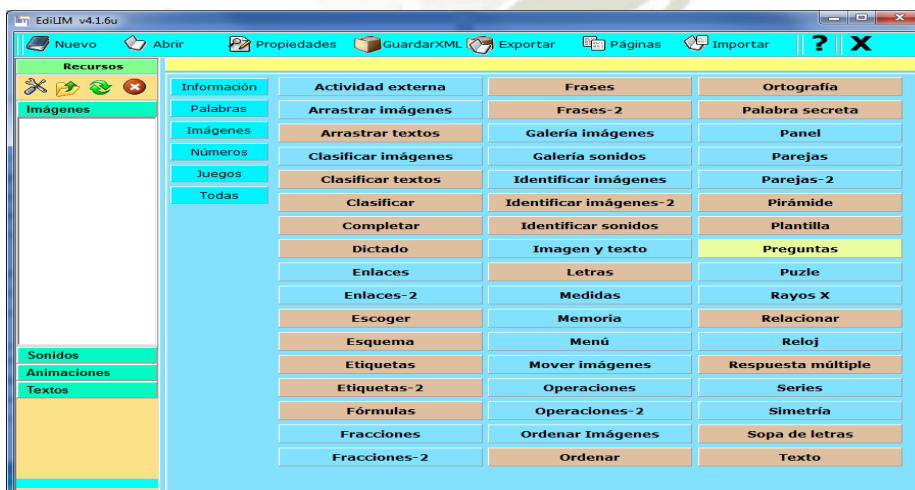 EdiLIM v4.1.6u
Nuevo Abrir Propiedades GuardarXML Exportar Páginas Importar ? X
Recursos
Imágenes
Sonidos
Animaciones
Textos
Información
Palabras
Imágenes
Números
Juegos
Todas
Actividad externa Frases Ortografía
Arrastrar imágenes Frases-2 Palabra secreta
Arrastrar textos Galería imágenes Panel
Clasificar imágenes Galería sonidos Parejas
Clasificar textos Identificar imágenes Parejas-2
Clasificar Identificar imágenes-2 Pirámide
Completar Identificar sonidos Plantilla
Dictado Imagen y texto Preguntas
Enlaces Letras Puzle
Enlaces-2 Medidas Rayos X
Escoger Memoria Relacionar
Esquema Menú Reloj
Etiquetas Mover imágenes Respuesta múltiple
Etiquetas-2 Operaciones Series
Fórmulas Operaciones-2 Simetría
Fracciones Ordenar Imágenes Sopa de letras
Fracciones-2 Ordenar Texto